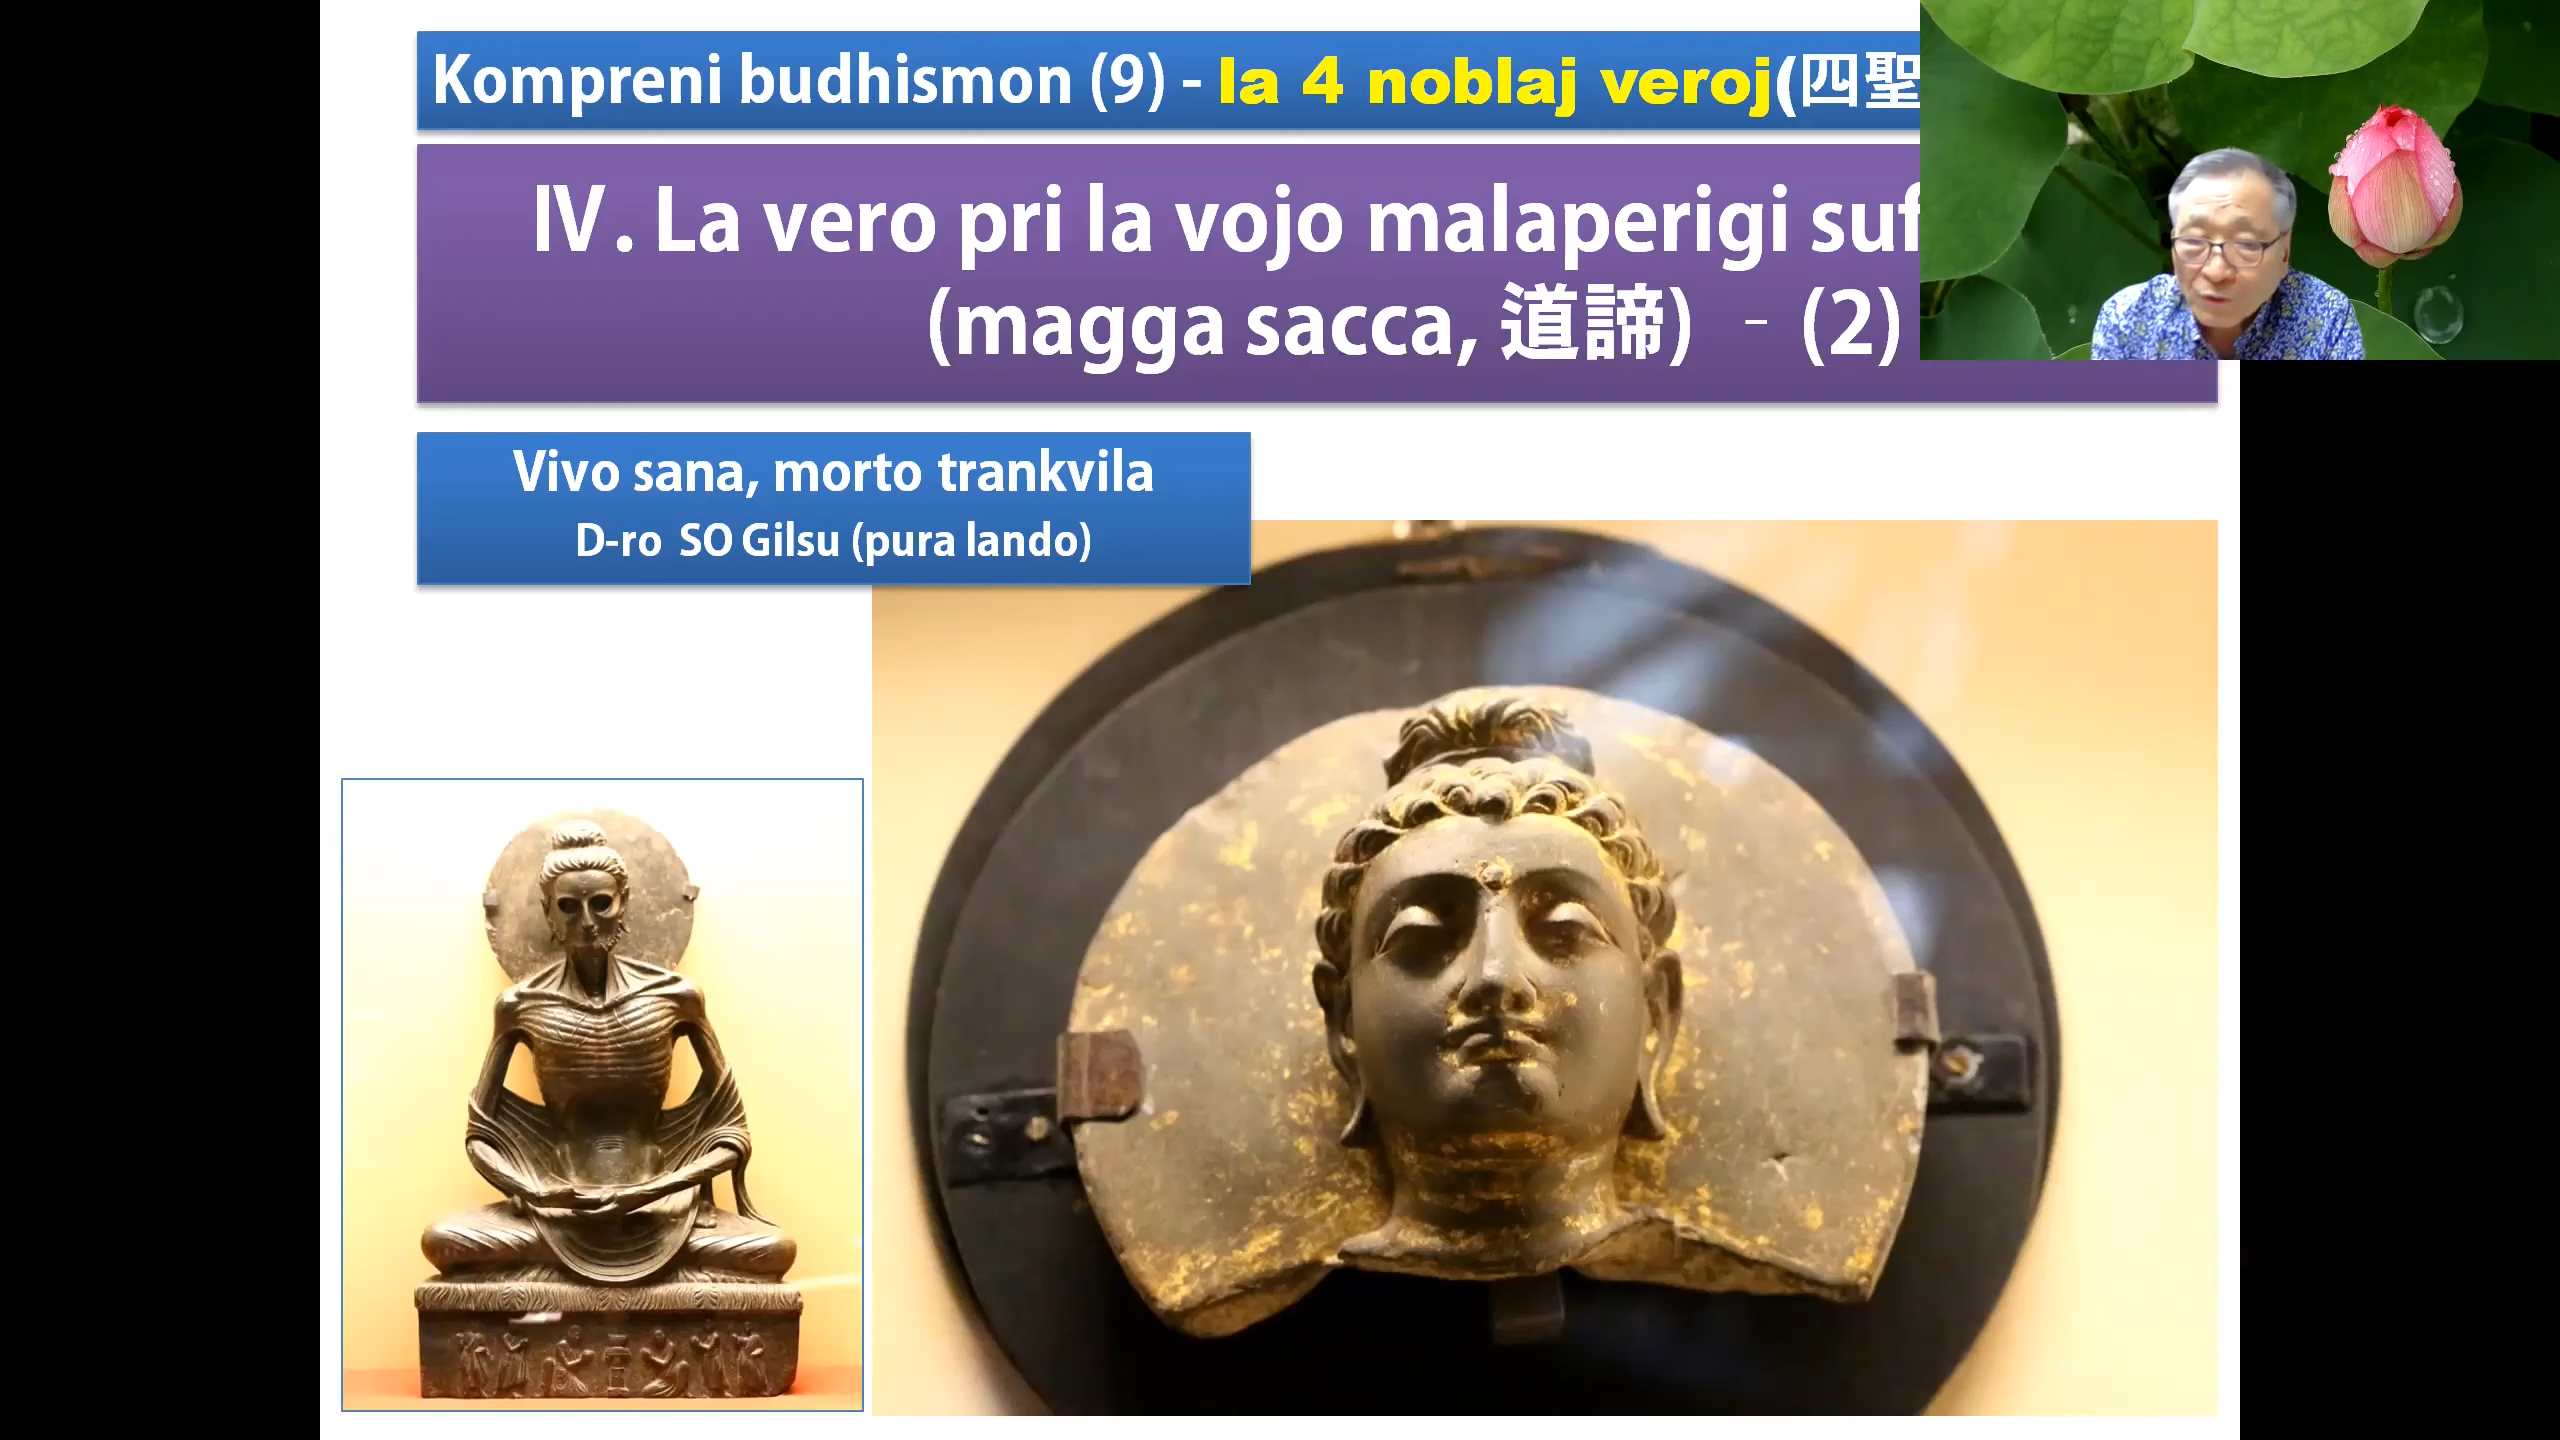 Kompreni budhismon (9) - la 4 noblaj veroj(四聖
Ⅳ. La vero pri la vojo malaperigi
(magga sacca, 道諦) - (2)
Vivo sana, morto trankvila
D-ro SO Gilsu (pura lando)